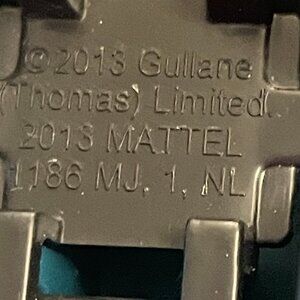 ©2013 Gullane
(Thomas) Limited.
2013 MATTEL
1186 MJ, 1, NL